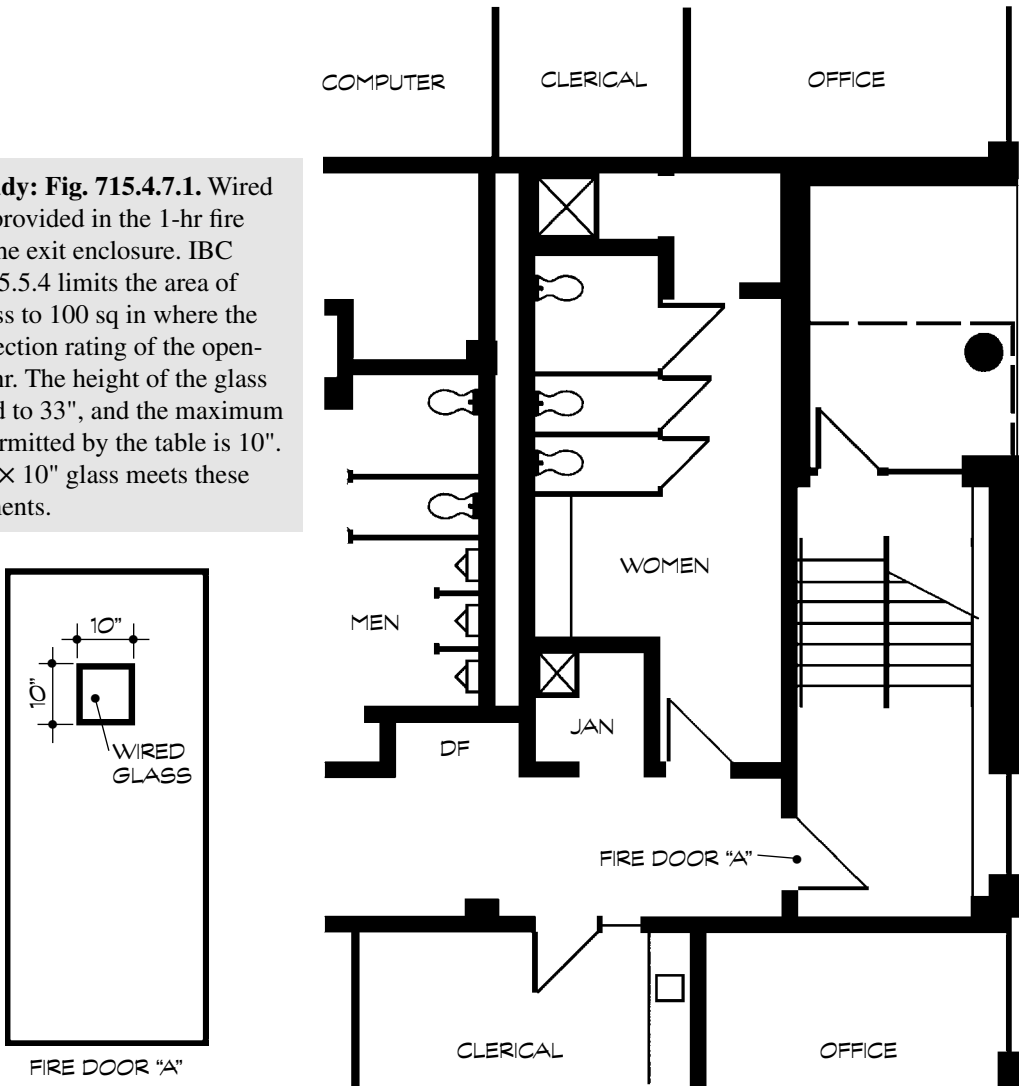 COMPUTER
CLERICAL
OFFICE
dy: Fig. 715.4.7.1. Wired
provided in the 1-hr fire
he exit enclosure. IBC
5.5.4 limits the area of
ss to 100 sq in where the
ection rating of the open-
hr. The height of the glass
d to 33", and the maximum
ermitted by the table is 10".
× 10" glass meets these
ments.
WOMEN
MEN
JAN
DF
10"
10"
WIRED
GLASS
FIRE DOOR "A"
CLERICAL
OFFICE
FIRE DOOR "A"